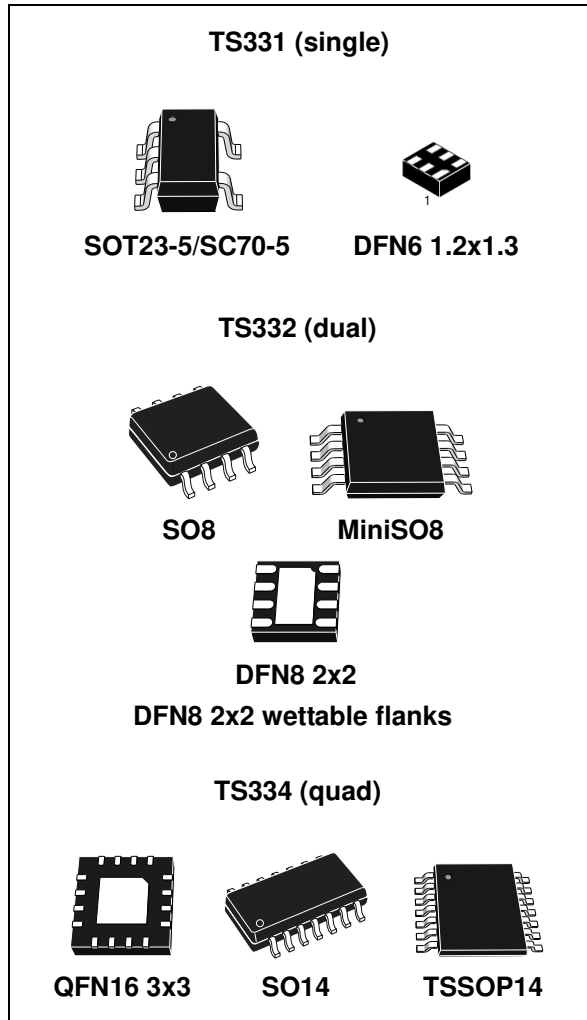 TS331 (single)
1
SOT23-5/SC70-5 DFN6 1.2x1.3
TS332 (dual)
SO8 MiniSO8
DFN8 2x2
DFN8 2x2 wettable flanks
TS334 (quad)
QFN16 3x3 SO14 TSSOP14